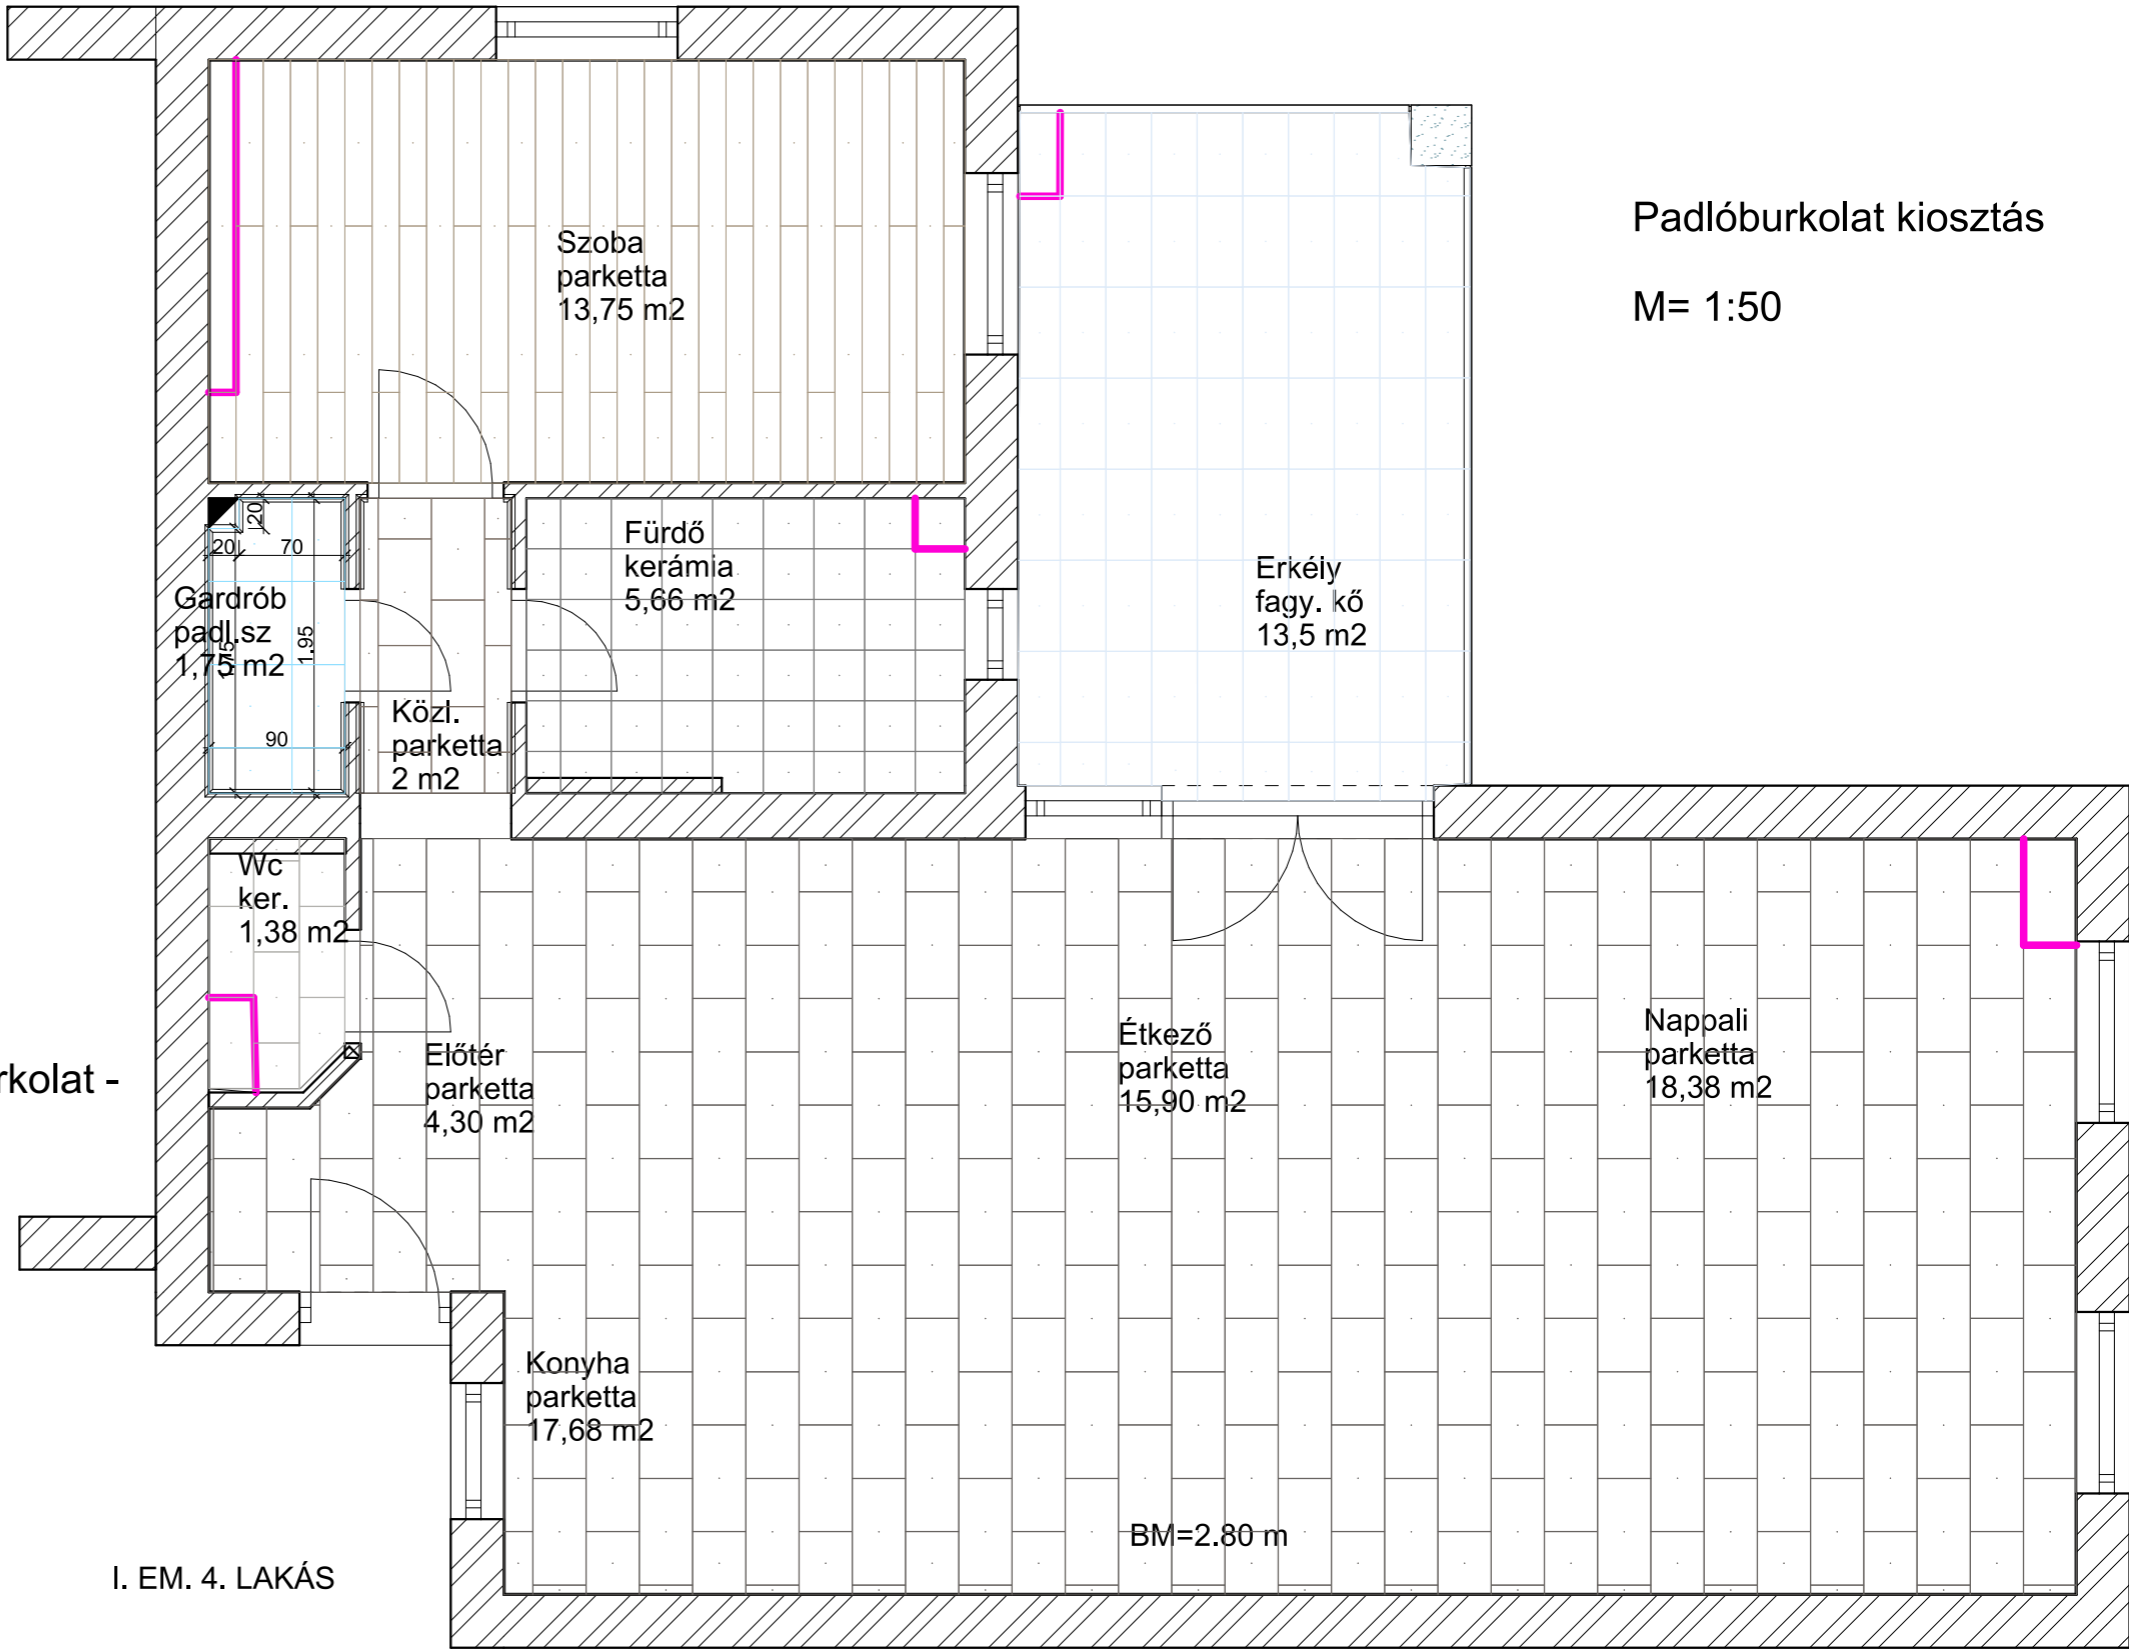 Padlóburkolat kiosztás
M= 1:50
Szoba
parketta
13,75 m2
20
20
70
Gardrób
padl.sz
1,75 m2
1.95
90
Fürdő
kerámia
5,66 m2
Közl.
parketta
2 m2
Erkély
fagy. kő
13,5 m2
Wc
ker.
1,38 m2
rkolat -
Előtér
parketta
4,30 m2
Étkező
parketta
15,90 m2
Nappali
parketta
18,38 m2
Konyha
parketta
17,68 m2
BM=2.80 m
I. EM. 4. LAKÁS